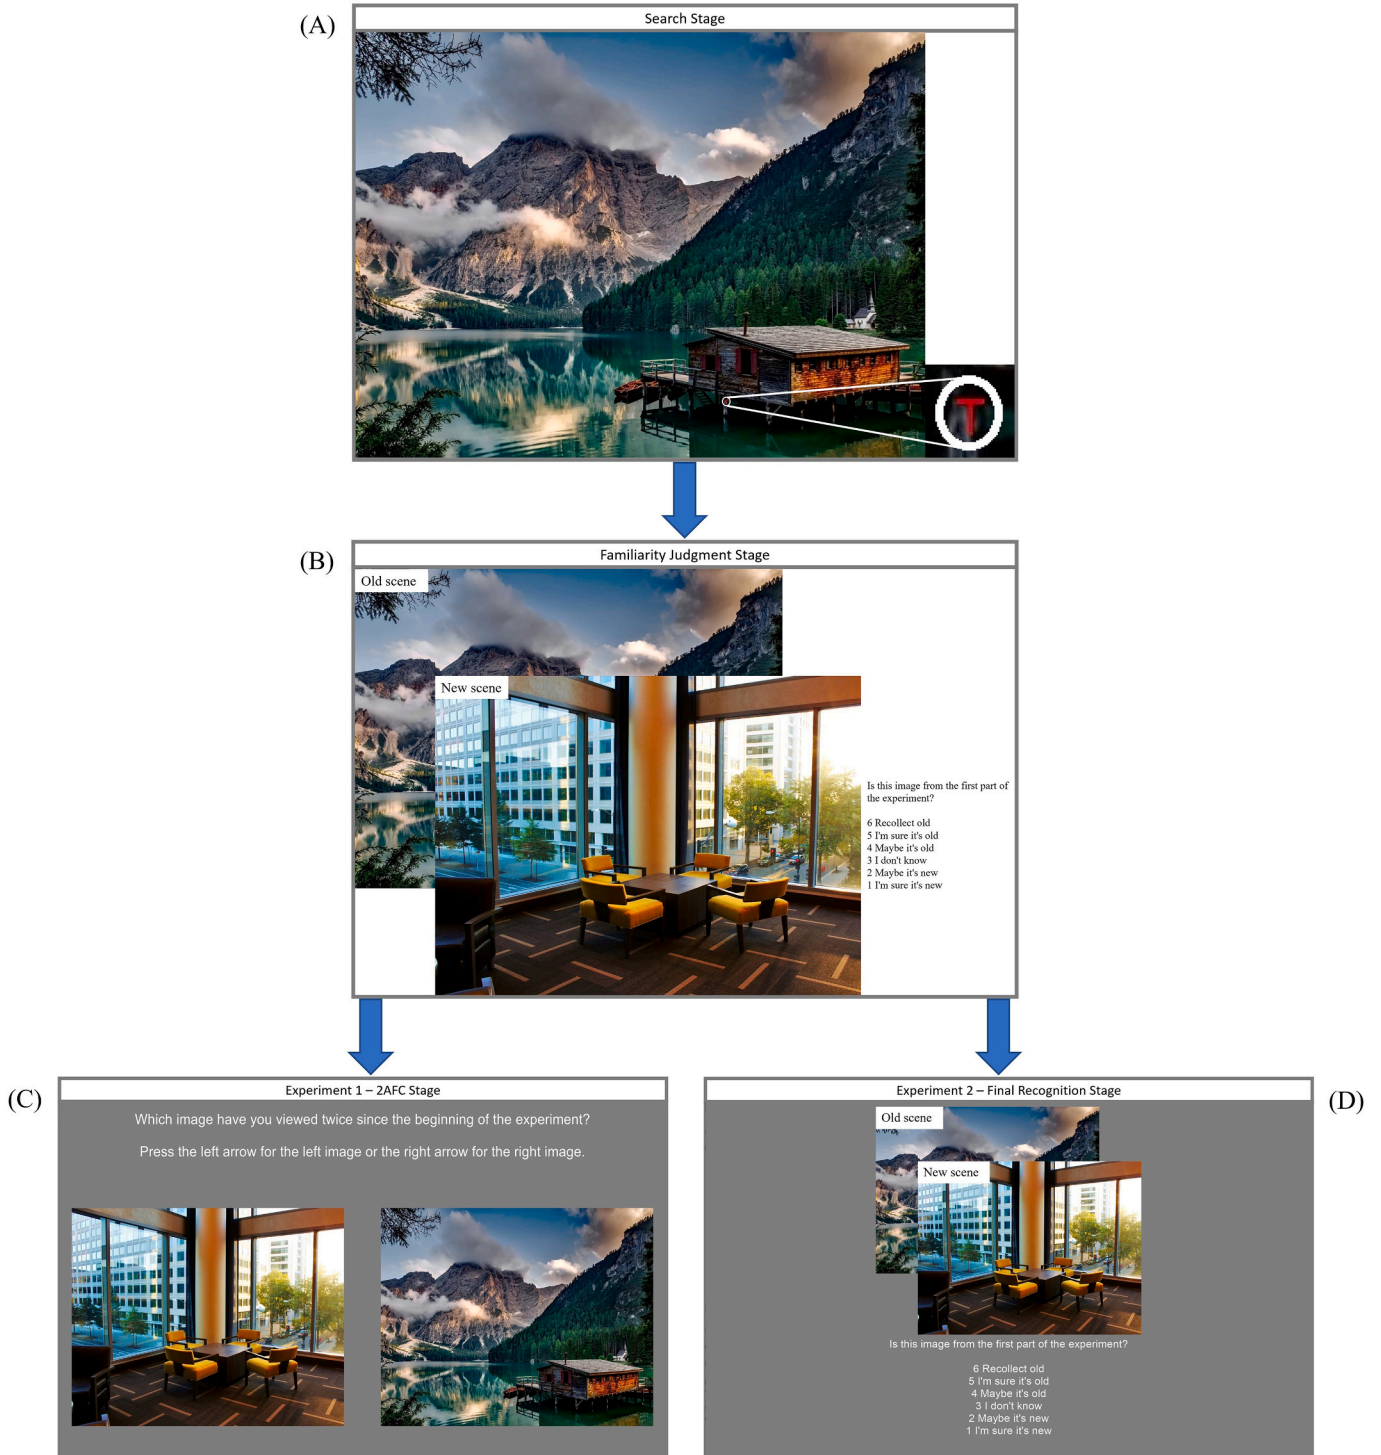 (A)
Search Stage
T
(B)
Familiarity Judgment Stage
Old scene
New scene
Is this image from the first part of
the experiment?
6 Recollect old
5 I'm sure it's old
4 Maybe it's old
3 I don't know
2 Maybe it's new
1 I'm sure it's new
(C)
Experiment 1 – 2AFC Stage
Which image have you viewed twice since the beginning of the experiment?
Press the left arrow for the left image or the right arrow for the right image.
Experiment 2 – Final Recognition Stage
(D)
Old scene
New scene
Is this image from the first part of the experiment?
6 Recollect old
5 I'm sure it's old
4 Maybe it's old
3 I don't know
2 Maybe it's new
1 I'm sure it's new